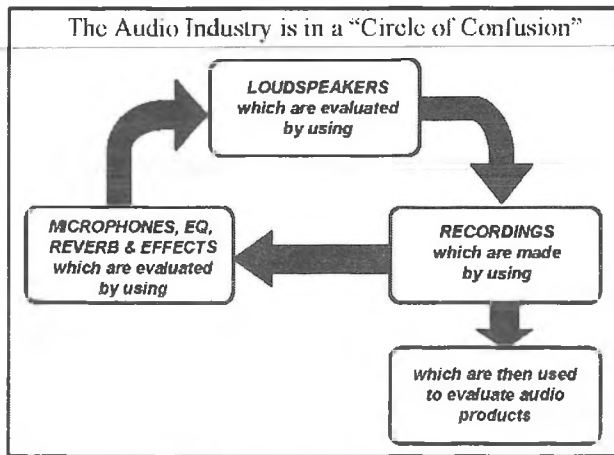 The Audio Industry is in a “Circle of Confusion”
LOUDSPEAKERS
which are evaluated
by using
MICROPHONES, EQ,
REVERB & EFFECTS
which are evaluated
by using
RECORDINGS
which are made
by using
which are then used
to evaluate audio
products